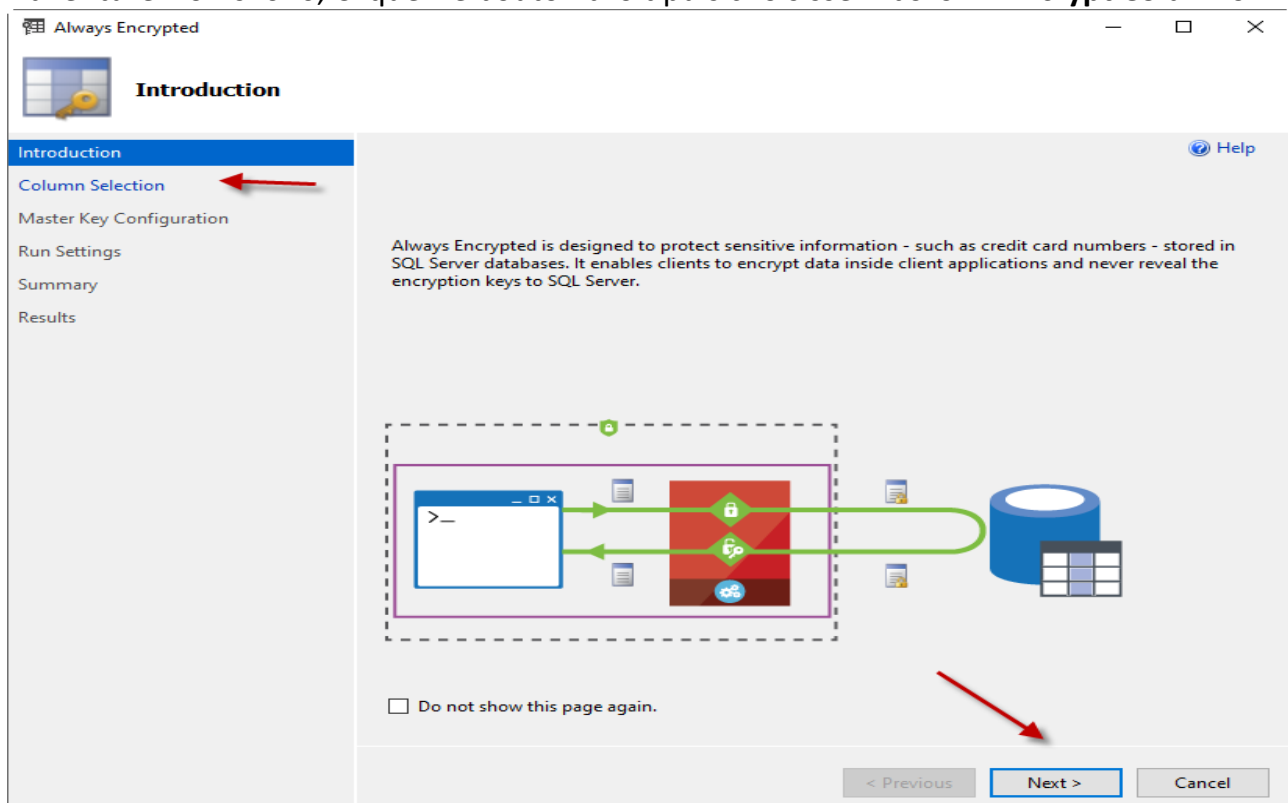 Always Encrypted
Introduction
Introduction
Column Selection
Master Key Configuration
Run Settings
Summary
Results
Help
Always Encrypted is designed to protect sensitive information - such as credit card numbers - stored in
SQL Server databases. It enables clients to encrypt data inside client applications and never reveal the
encryption keys to SQL Server.
>_
Do not show this page again.
< Previous
Next >
Cancel